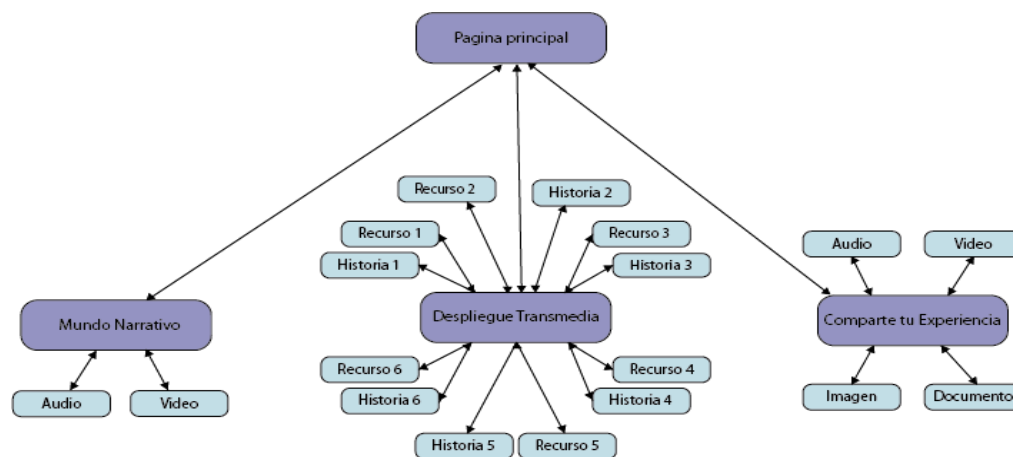 Pagina principal
Recurso 2
Historia 2
Recurso 1
Recurso 3
Historia 1
Historia 3
Audio
Video
Mundo Narrativo
Despliegue Transmedia
Comparte tu Experiencia
Recurso 6
Recurso 4
Audio
Video
Historia 6
Historia 4
Imagen
Documento
Historia 5
Recurso 5